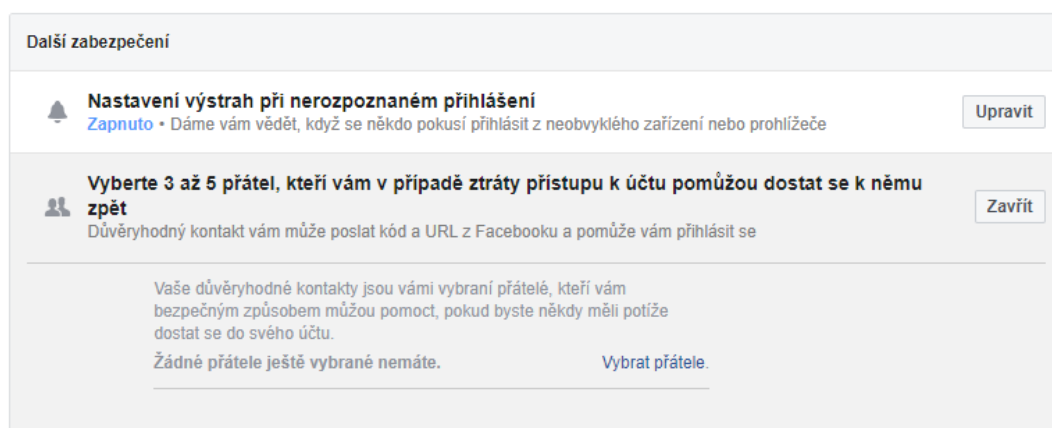 Další zabezpečení
Nastavení výstrah při nerozpoznaném přihlášení
Zapnuto • Dáme vám vědět, když se někdo pokusí přihlásit z neobvyklého zařízení nebo prohlížeče
Upravit
Vyberte 3 až 5 přátel, kteří vám v případě ztráty přístupu k účtu pomůžou dostat se k němu
zpět
Důvěryhodný kontakt vám může poslat kód a URL z Facebooku a pomůže vám přihlásit se
Zavřít
Vaše důvěryhodné kontakty jsou vámi vybraní přátelé, kteří vám
bezpečným způsobem můžou pomoct, pokud byste někdy měli potíže
dostat se do svého účtu.
Žádné přátele ještě vybrané nemáte.
Vybrat přátele.